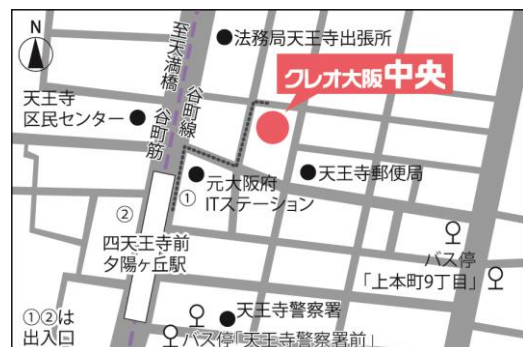 N
至天満橋
谷町線
谷町筋
法務局天王寺出張所
クレオ大阪中央
天王寺
区民センター
元大阪府
ITステーション
天王寺郵便局
①
②
四天王寺前
夕陽ヶ丘駅
バス停
「上本町9丁目」
天王寺警察署
バス停「天王寺警察署前」
①②は
出入口